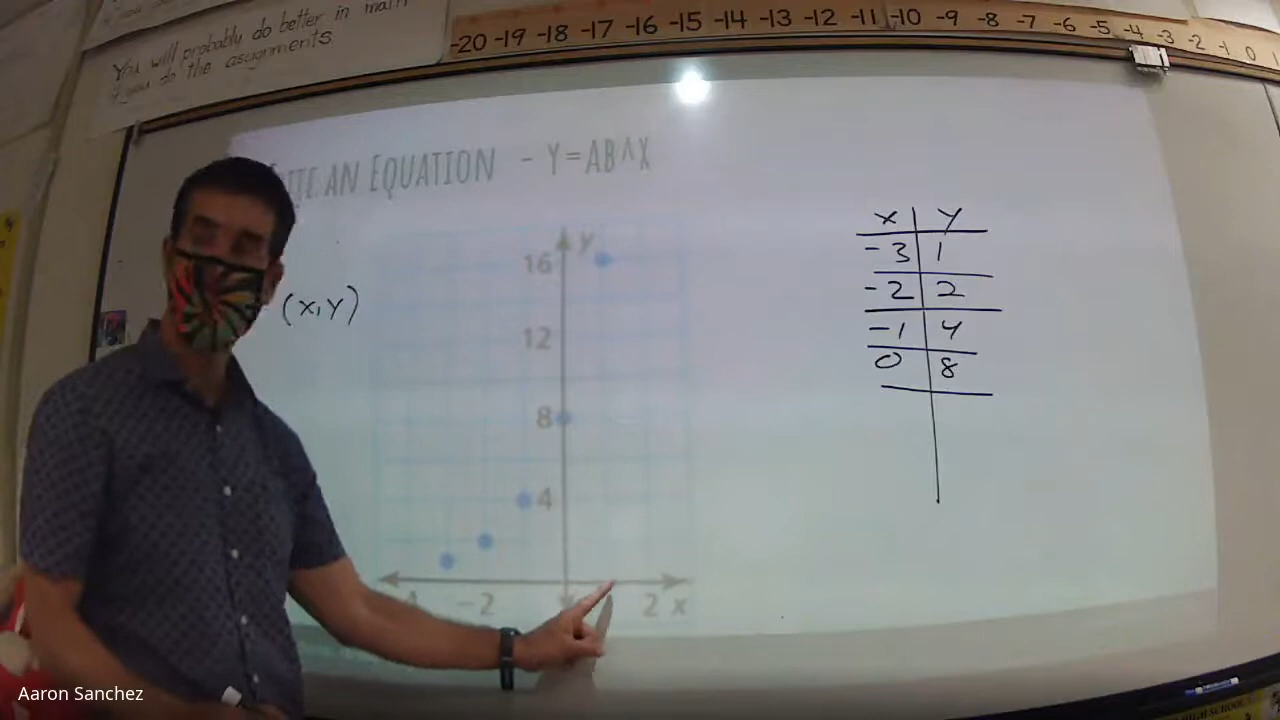 You will probably do better in math
if you do the assignments
-20 -19 -18 -17 -16 -15 -14 -13 -12 -11 -10 -9 -8 -7 -6 -5 -4 -3 -2 -1 0 1
AN EQUATION - Y=AB^X
(x,y)
y
16
12
8
4
-2 2 x
x y
-3 1
-2 2
-1 4
0 8
Aaron Sanchez